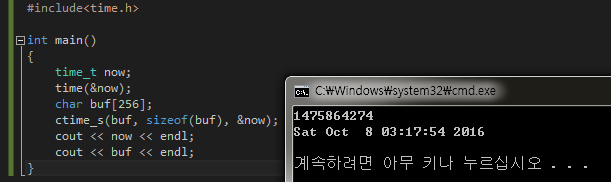 #include<time.h>
int main()
{
time_t now;
time(&now);
char buf[256];
ctime_s(buf, sizeof(buf), &now);
cout << now << endl;
cout << buf << endl;
}
C:₩Windows₩system32₩cmd.exe
1475864274
Sat Oct  8 03:17:54 2016
계속하려면 아무 키나 누르십시오 . . .